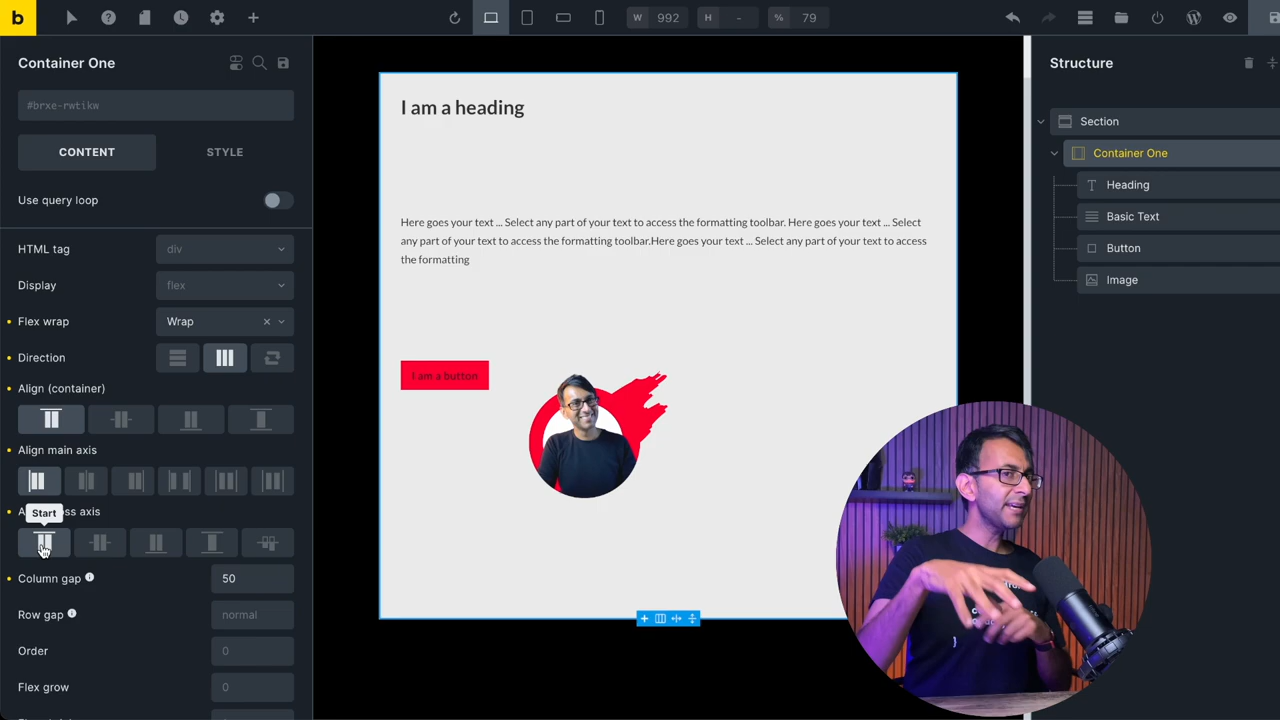 b
W 992 H - % 79
Container One
#brxe-rwtikw
CONTENT STYLE
Use query loop
HTML tag div
Display flex
Flex wrap Wrap
Direction
Align (container)
Align main axis
Start
ss axis
Column gap 50
Row gap normal
Order 0
Flex grow 0
I am a heading
Here goes your text ... Select any part of your text to access the formatting toolbar. Here goes your text ... Select
any part of your text to access the formatting toolbar.Here goes your text ... Select any part of your text to access
the formatting
I am a button
Structure
Section
Container One
Heading
Basic Text
Button
Image